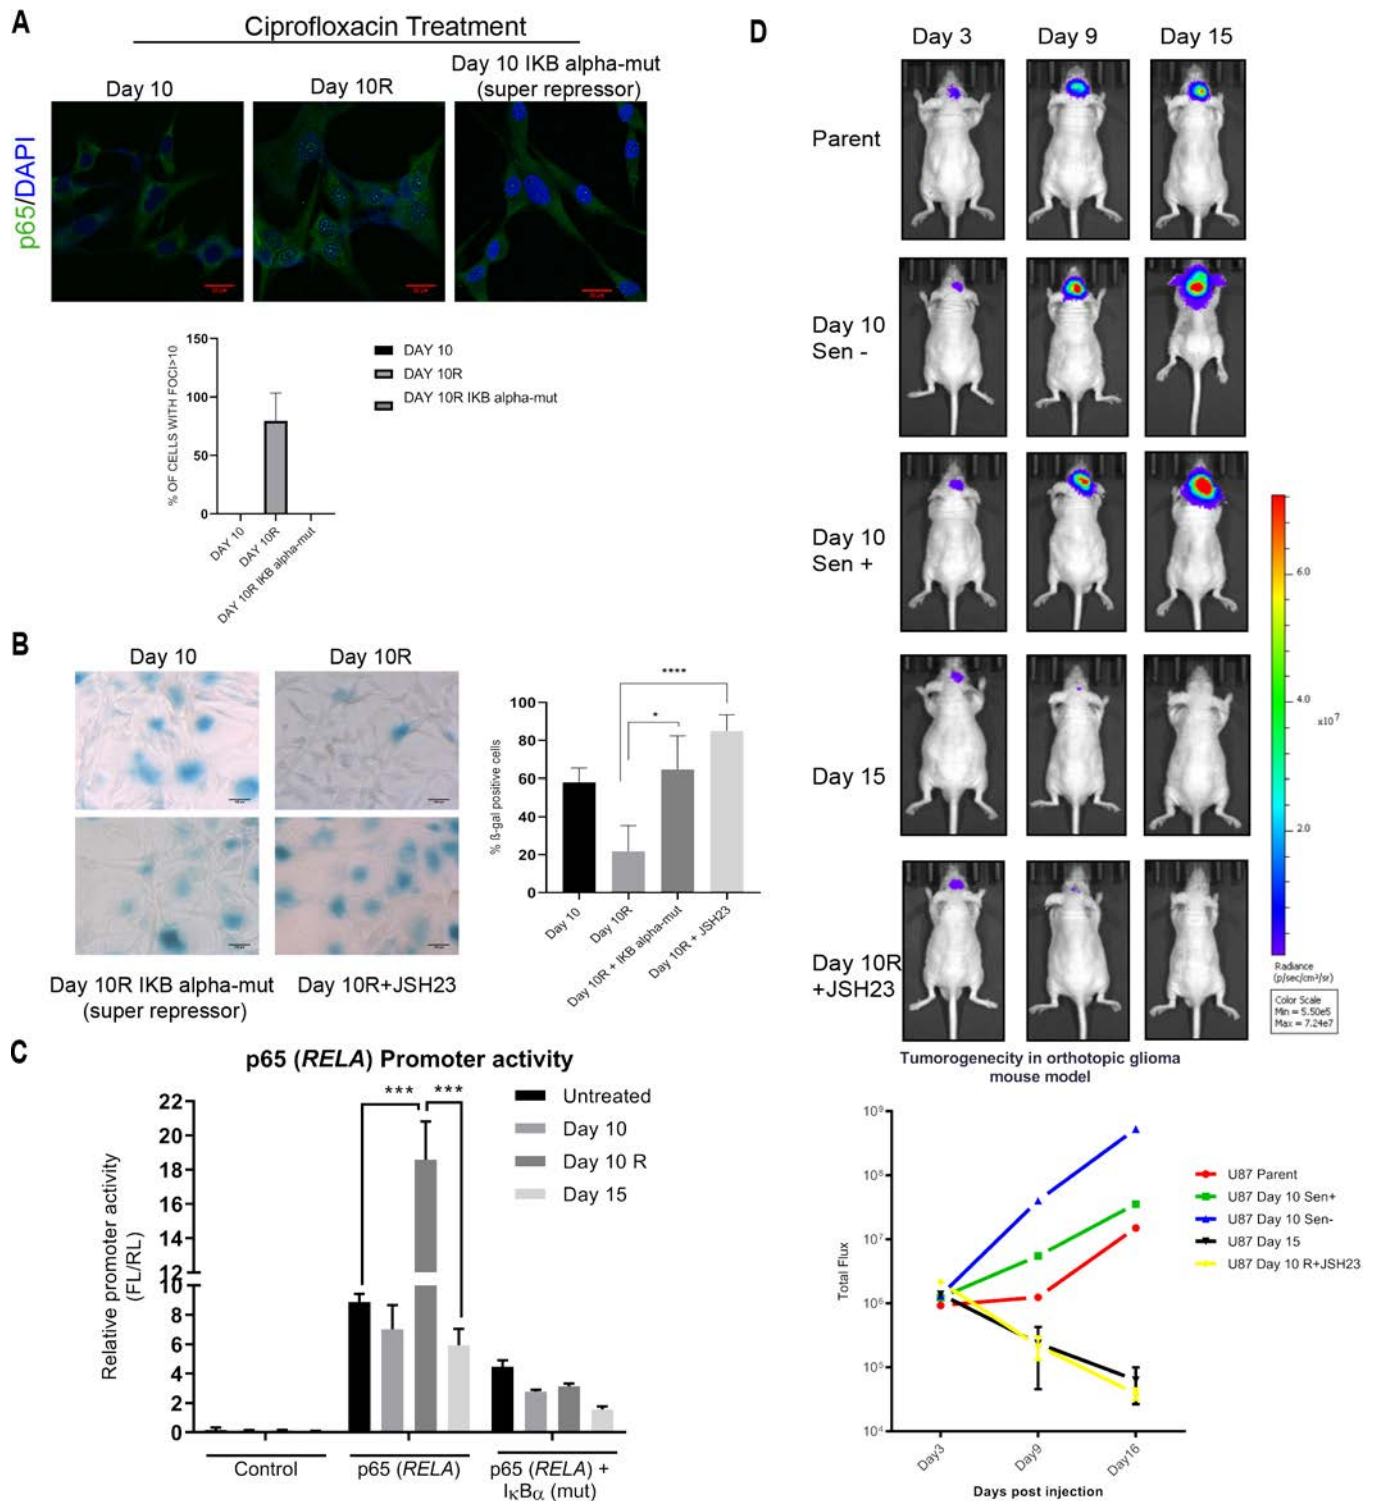 A
Ciprofloxacin Treatment
Day 10
Day 10R
Day 10 IKB alpha-mut
(super repressor)
p65/DAPI
% OF CELLS WITH FOCI>10
150
100
50
0
DAY 10
DAY 10R
DAY 10R IKB alpha-mut
DAY 10
DAY 10R
DAY 10R IKB alpha-mut
B
Day 10
Day 10R
Day 10R IKB alpha-mut
(super repressor)
Day 10R+JSH23
% ß-gal positive cells
100
80
60
40
20
0
****
*
Day 10
Day 10R
Day 10R + IKB alpha-mut
Day 10R + JSH23
C
p65 (RELA) Promoter activity
Relative promoter activity
(FL/RL)
22
20
18
16
14
12
10
8
6
4
2
0
***
***
Untreated
Day 10
Day 10 R
Day 15
Control
p65 (RELA)
p65 (RELA) +
IκBα (mut)
D
Day 3
Day 9
Day 15
Parent
Day 10
Sen -
Day 10
Sen +
Day 15
Day 10R
+JSH23
6.0
4.0
x10⁷
2.0
Radiance
(p/sec/cm²/sr)
Color Scale
Min = 5.50e5
Max = 7.24e7
Tumorogenecity in orthotopic glioma
mouse model
Total Flux
10⁹
10⁸
10⁷
10⁶
10⁵
10⁴
Day3
Day9
Day16
Days post injection
U87 Parent
U87 Day 10 Sen+
U87 Day 10 Sen-
U87 Day 15
U87 Day 10 R+JSH23